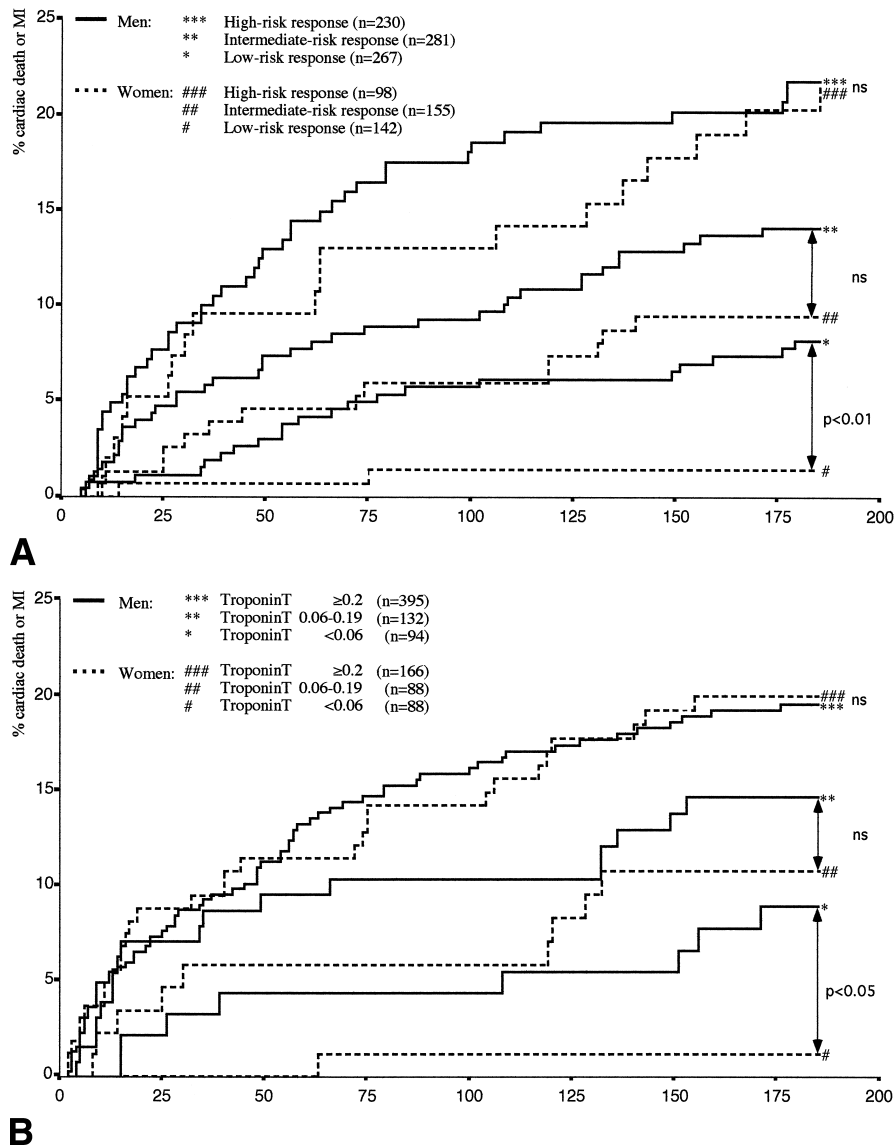 25
% cardiac death or MI
Men: *** High-risk response (n=230)
** Intermediate-risk response (n=281)
* Low-risk response (n=267)
Women: ### High-risk response (n=98)
## Intermediate-risk response (n=155)
# Low-risk response (n=142)
*** ns
###
20
15
**
ns
10
##
*
5
p<0.01
#
0
0 25 50 75 100 125 150 175 200
A
25
% cardiac death or MI
Men: *** TroponinT ≥0.2 (n=395)
** TroponinT 0.06-0.19 (n=132)
* TroponinT <0.06 (n=94)
Women: ### TroponinT ≥0.2 (n=166)
## TroponinT 0.06-0.19 (n=88)
# TroponinT <0.06 (n=88)
20
### ns
***
15
**
ns
##
10
*
5
p<0.05
#
0
0 25 50 75 100 125 150 175 200
B